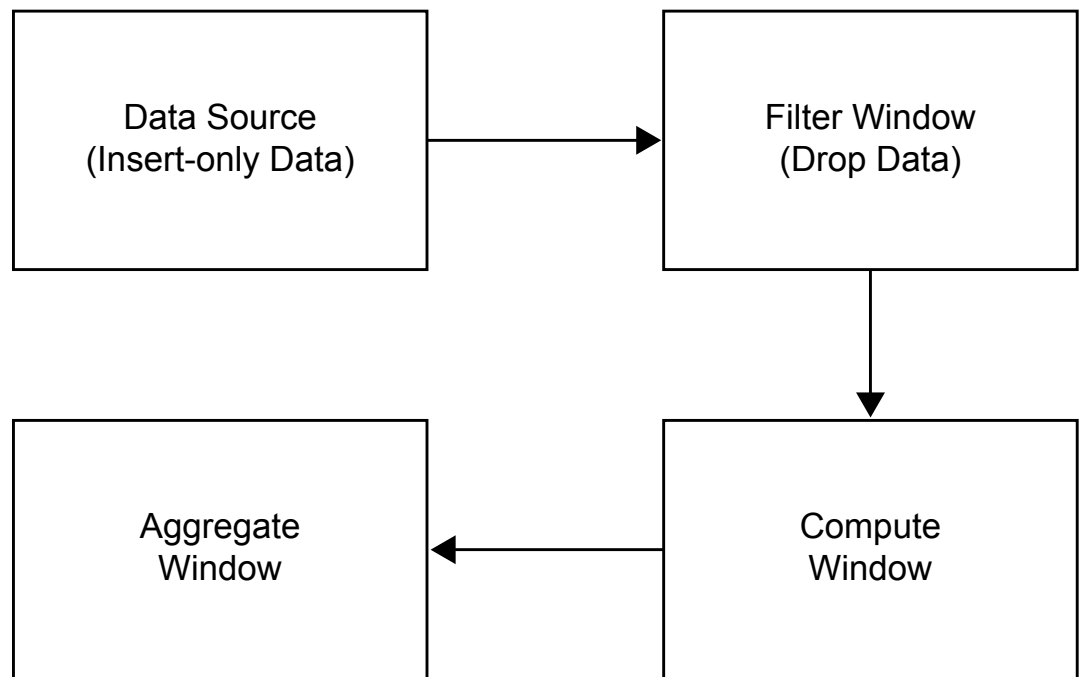 Data Source
(Insert-only Data)
Filter Window
(Drop Data)
Aggregate
Window
Compute
Window